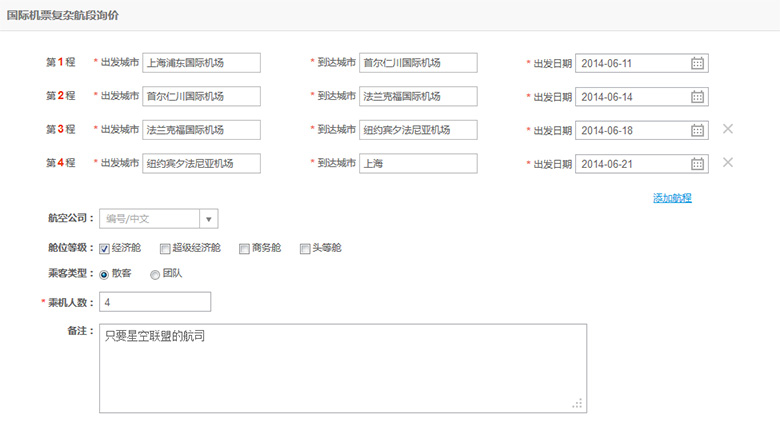 国际机票复杂航段询价
第1程 * 出发城市 上海浦东国际机场 * 到达城市 首尔仁川国际机场 * 出发日期 2014-06-11
第2程 * 出发城市 首尔仁川国际机场 * 到达城市 法兰克福国际机场 * 出发日期 2014-06-14
第3程 * 出发城市 法兰克福国际机场 * 到达城市 纽约宾夕法尼亚机场 * 出发日期 2014-06-18
第4程 * 出发城市 纽约宾夕法尼亚机场 * 到达城市 上海 * 出发日期 2014-06-21
添加航程
航空公司： 编号/中文
舱位等级： 经济舱 超级经济舱 商务舱 头等舱
乘客类型： 散客 团队
* 乘机人数： 4
备注： 只要星空联盟的航司